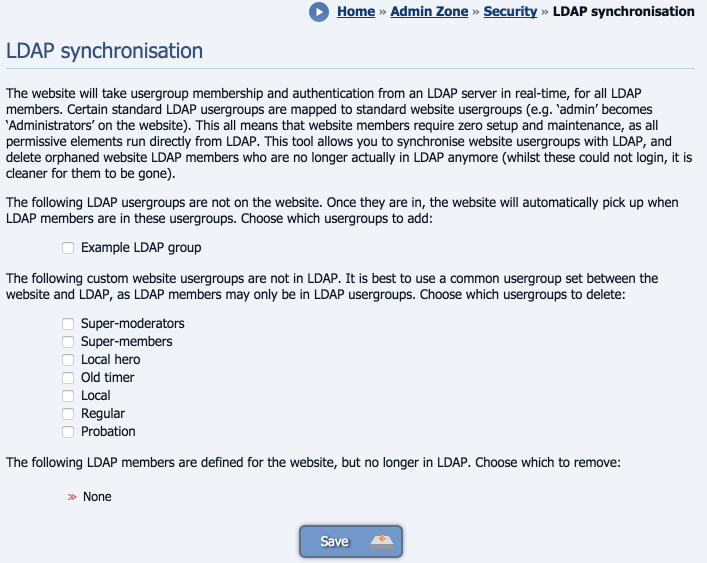 Home » Admin Zone » Security » LDAP synchronisation
LDAP synchronisation
The website will take usergroup membership and authentication from an LDAP server in real-time, for all LDAP
members. Certain standard LDAP usergroups are mapped to standard website usergroups (e.g. 'admin' becomes
'Administrators' on the website). This all means that website members require zero setup and maintenance, as all
permissive elements run directly from LDAP. This tool allows you to synchronise website usergroups with LDAP, and
delete orphaned website LDAP members who are no longer actually in LDAP anymore (whilst these could not login, it is
cleaner for them to be gone).
The following LDAP usergroups are not on the website. Once they are in, the website will automatically pick up when
LDAP members are in these usergroups. Choose which usergroups to add:
Example LDAP group
The following custom website usergroups are not in LDAP. It is best to use a common usergroup set between the
website and LDAP, as LDAP members may only be in LDAP usergroups. Choose which usergroups to delete:
Super-moderators
Super-members
Local hero
Old timer
Local
Regular
Probation
The following LDAP members are defined for the website, but no longer in LDAP. Choose which to remove:
» None
Save